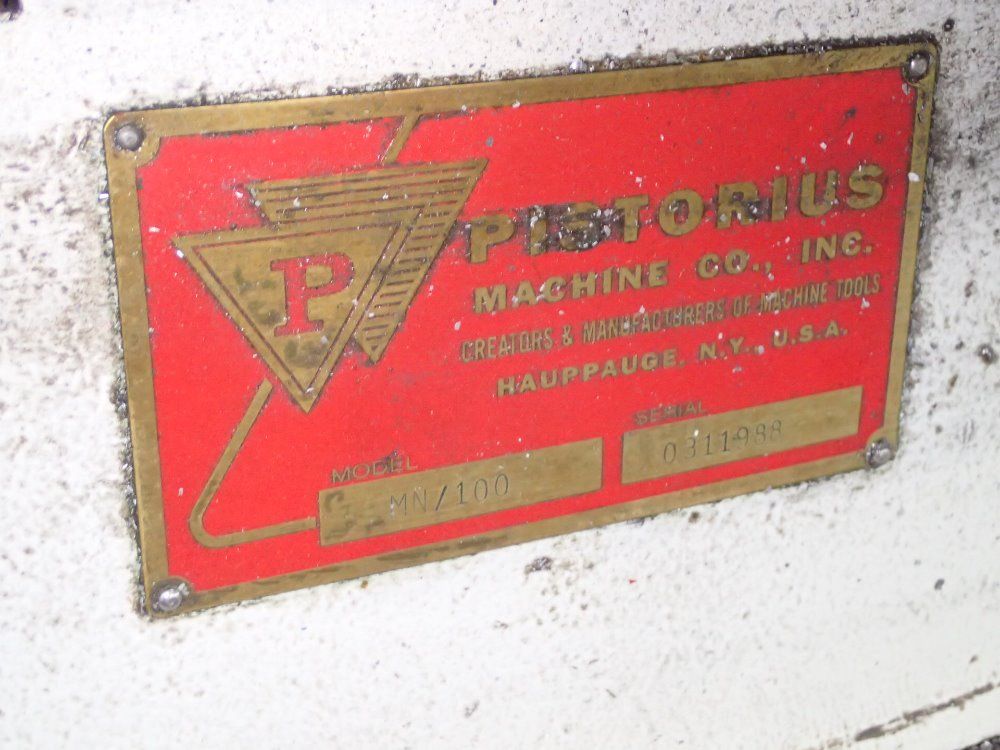 P
PISTORIUS
MACHINE CO., INC.
CREATORS & MANUFACTURERS OF MACHINE TOOLS
HAUPPAUGE, N.Y., U.S.A.
MODEL
MN/100
SERIAL
0311988